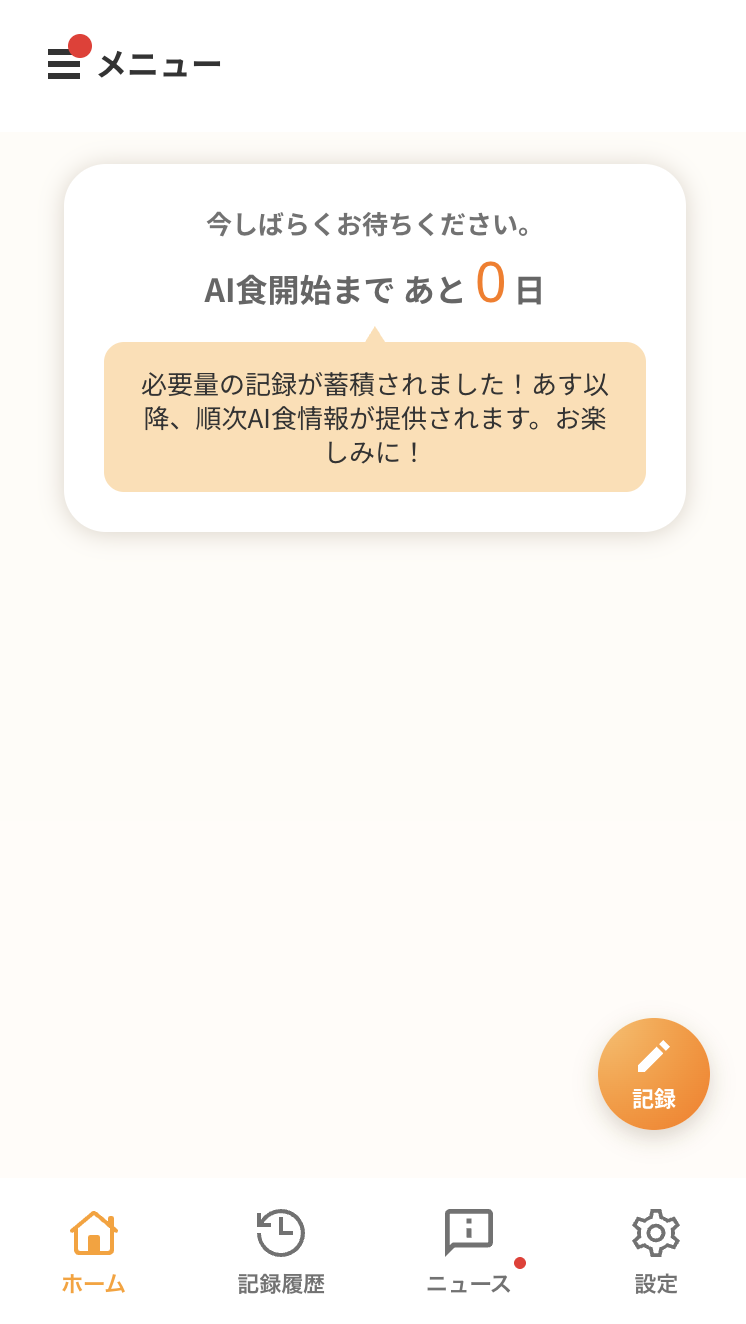 メニュー
今しばらくお待ちください。
AI食開始まで あと 0 日
必要量の記録が蓄積されました！あす以
降、順次AI食情報が提供されます。お楽
しみに！
記録
ホーム
記録履歴
ニュース
設定